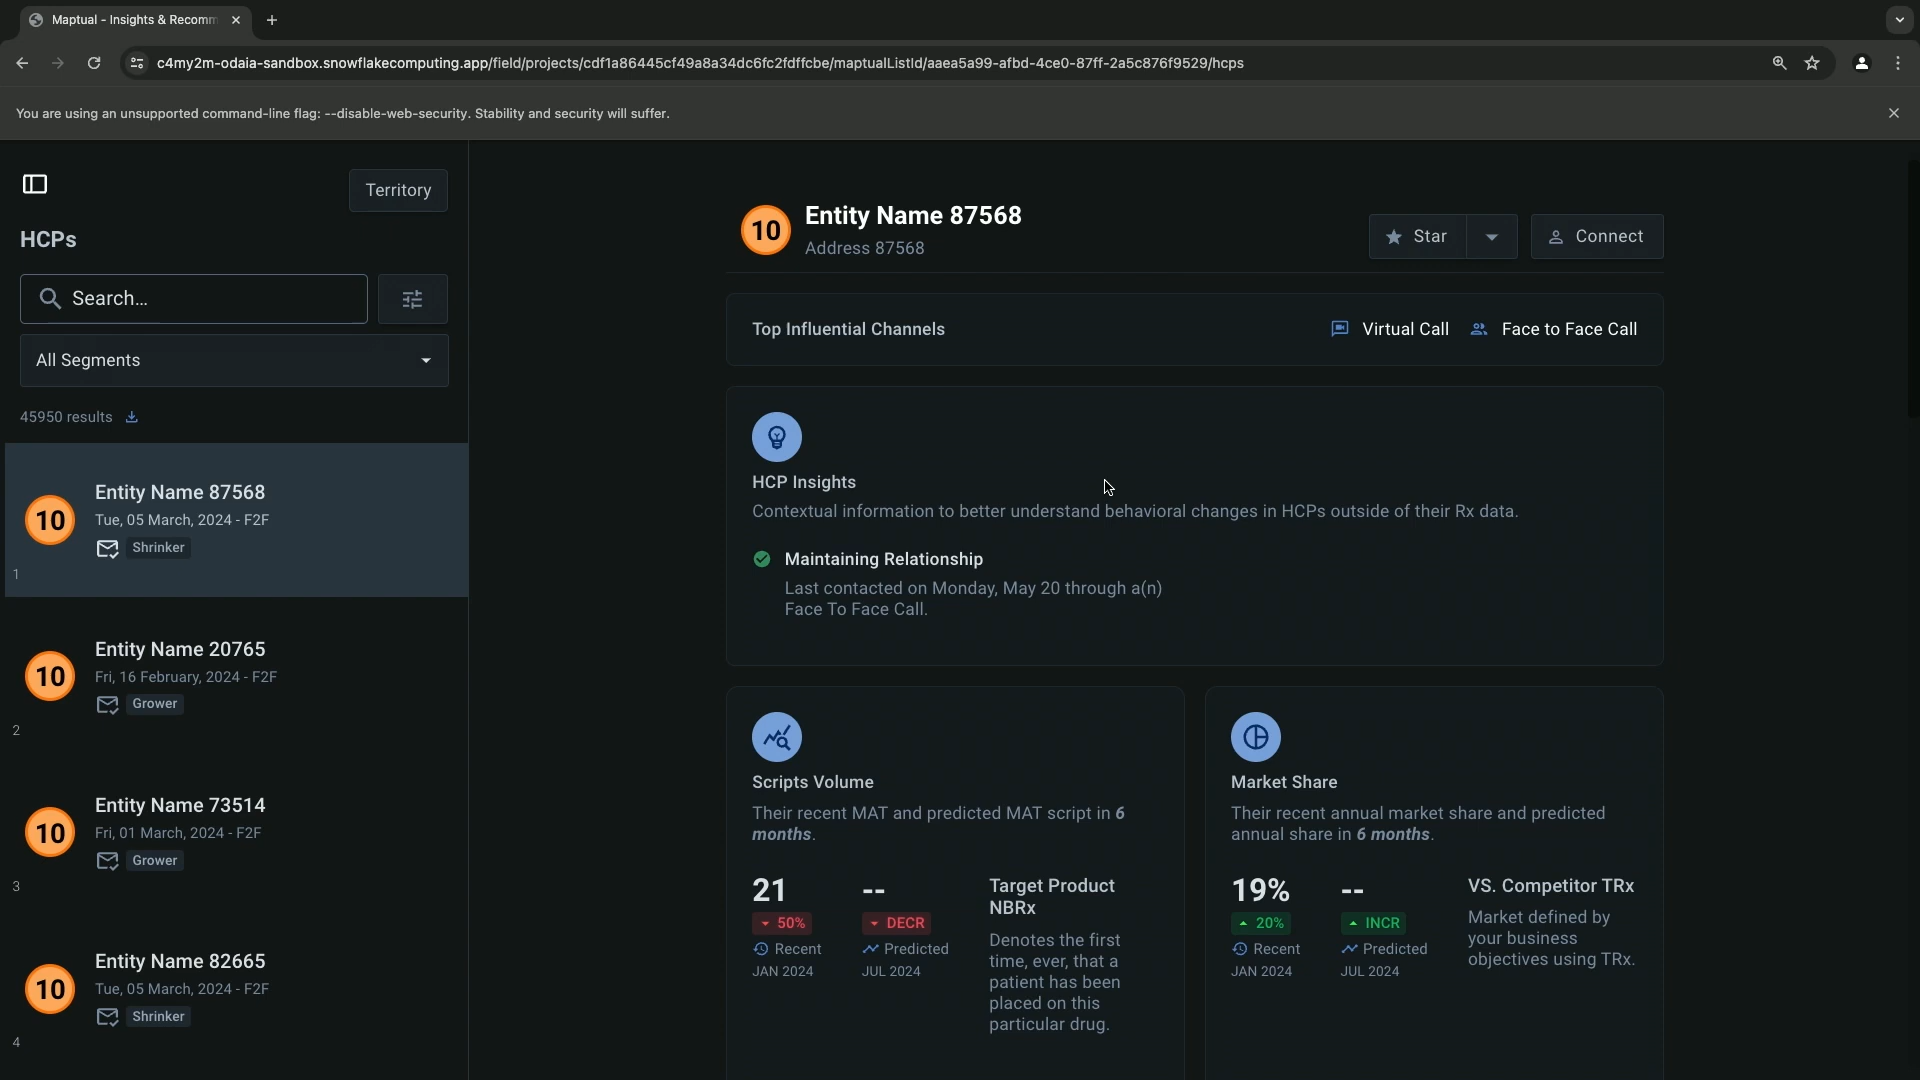 Maptual - Insights & Recomm
c4my2m-odaia-sandbox.snowflakecomputing.app/field/projects/cdf1a86445cf49a8a34dc6fc2fdffcbe/maptualListId/aaea5a99-afbd-4ce0-87ff-2a5c876f9529/hcps
You are using an unsupported command-line flag: --disable-web-security. Stability and security will suffer.
Territory
HCPs
Search...
All Segments
45950 results
10
Entity Name 87568
Tue, 05 March, 2024 - F2F
Shrinker
1
10
Entity Name 20765
Fri, 16 February, 2024 - F2F
Grower
2
10
Entity Name 73514
Fri, 01 March, 2024 - F2F
Grower
3
10
Entity Name 82665
Tue, 05 March, 2024 - F2F
Shrinker
4
10
Entity Name 87568
Address 87568
Star
Connect
Top Influential Channels
Virtual Call
Face to Face Call
HCP Insights
Contextual information to better understand behavioral changes in HCPs outside of their Rx data.
Maintaining Relationship
Last contacted on Monday, May 20 through a(n)
Face To Face Call.
Scripts Volume
Their recent MAT and predicted MAT script in 6
months.
21
50%
Recent
JAN 2024
--
DECR
Predicted
JUL 2024
Target Product
NBRx
Denotes the first
time, ever, that a
patient has been
placed on this
particular drug.
Market Share
Their recent annual market share and predicted
annual share in 6 months.
19%
20%
Recent
JAN 2024
--
INCR
Predicted
JUL 2024
VS. Competitor TRx
Market defined by
your business
objectives using TRx.